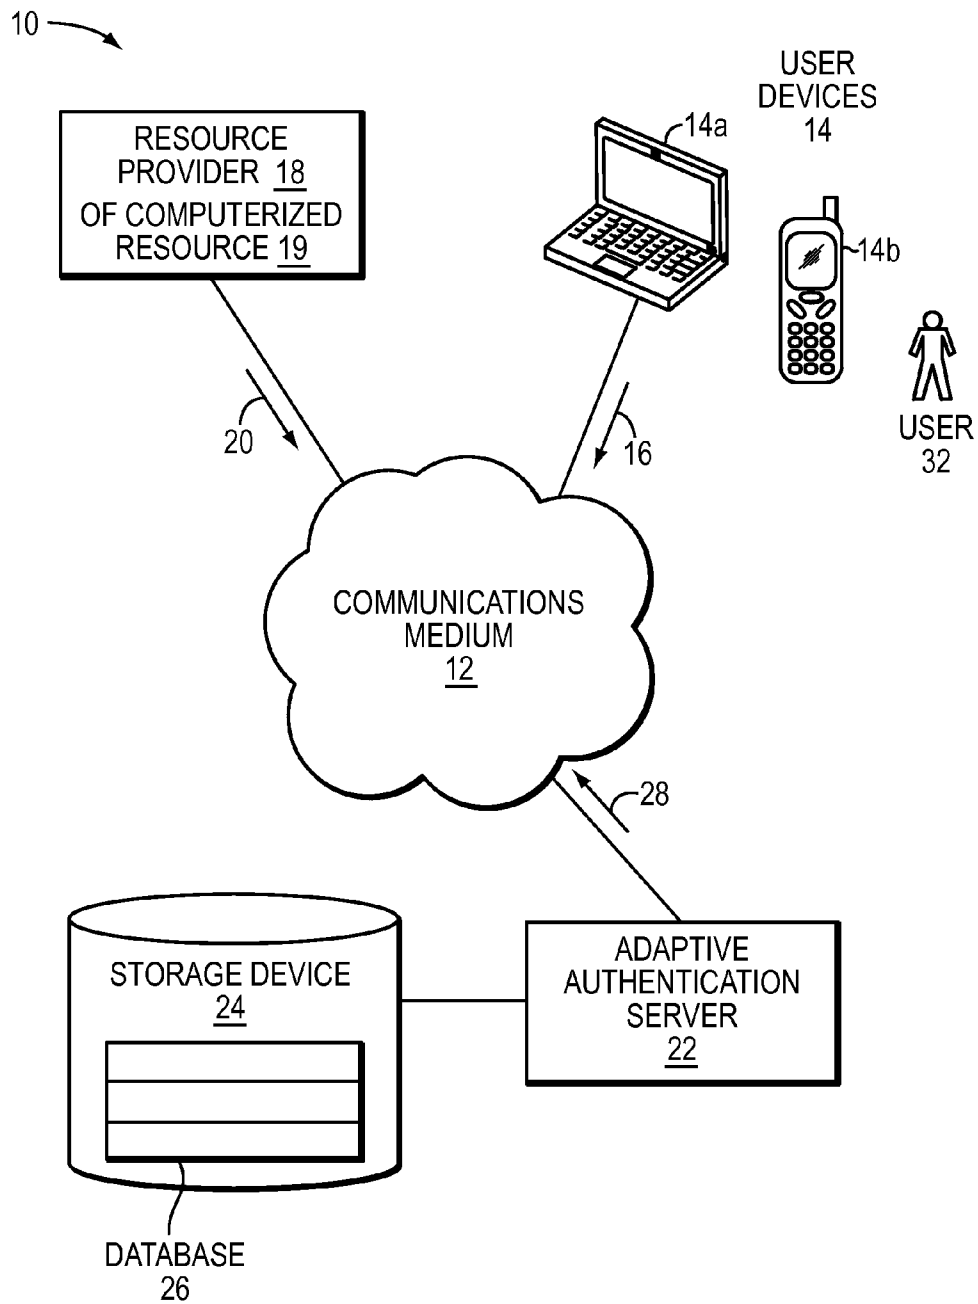 10
RESOURCE
PROVIDER 18
OF COMPUTERIZED
RESOURCE 19
14a
USER
DEVICES
14
14b
USER
32
20
16
COMMUNICATIONS
MEDIUM
12
28
STORAGE DEVICE
24
ADAPTIVE
AUTHENTICATION
SERVER
22
DATABASE
26